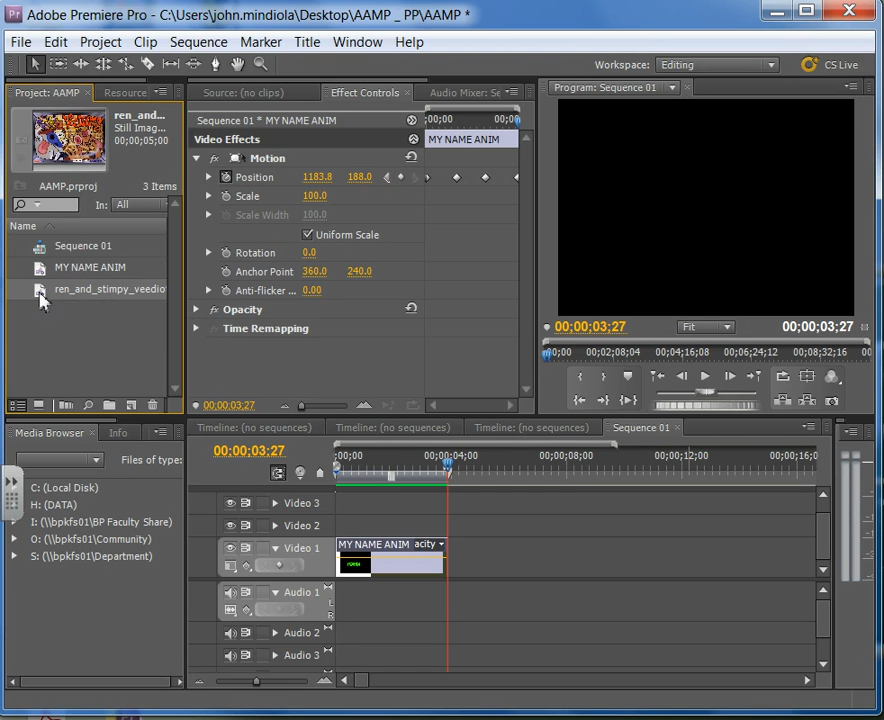 Adobe Premiere Pro - C:\Users\john.mindiola\Desktop\AAMP _ PP\AAMP *
File Edit Project Clip Sequence Marker Title Window Help
Workspace: Editing CS Live
Project: AAMP Resource
ren_and...
Still Imag...
00;00;05;00
AAMP.prproj 3 Items
In: All
Name
Sequence 01
MY NAME ANIM
ren_and_stimpy_veedio
Source: (no clips) Effect Controls Audio Mixer: Se
Sequence 01 * MY NAME ANIM
;00;00 00;0
Video Effects
MY NAME ANIM
fx Motion
Position 1183.8 188.0
Scale 100.0
Scale Width 100.0
Uniform Scale
Rotation 0.0
Anchor Point 360.0 240.0
Anti-flicker ... 0.00
fx Opacity
Time Remapping
00;00;03;27
Program: Sequence 01
00;00;03;27 Fit 00;00;03;27
00;00 00;02;08;04 00;04;16;08 00;06;24;12 00;08;32;16 00
Media Browser Info
Files of type:
C: (Local Disk)
H: (DATA)
I: (\\bpkfs01\BP Faculty Share)
O: (\\bpkfs01\Community)
S: (\\bpkfs01\Department)
Timeline: (no sequences) Timeline: (no sequences) Timeline: (no sequences) Sequence 01
00;00;03;27
;00;00 00;00;04;00 00;00;08;00 00;00;12;00 00;00;16;0
Video 3
Video 2
Video 1
MY NAME ANIM acity
Audio 1
L
R
Audio 2
Audio 3